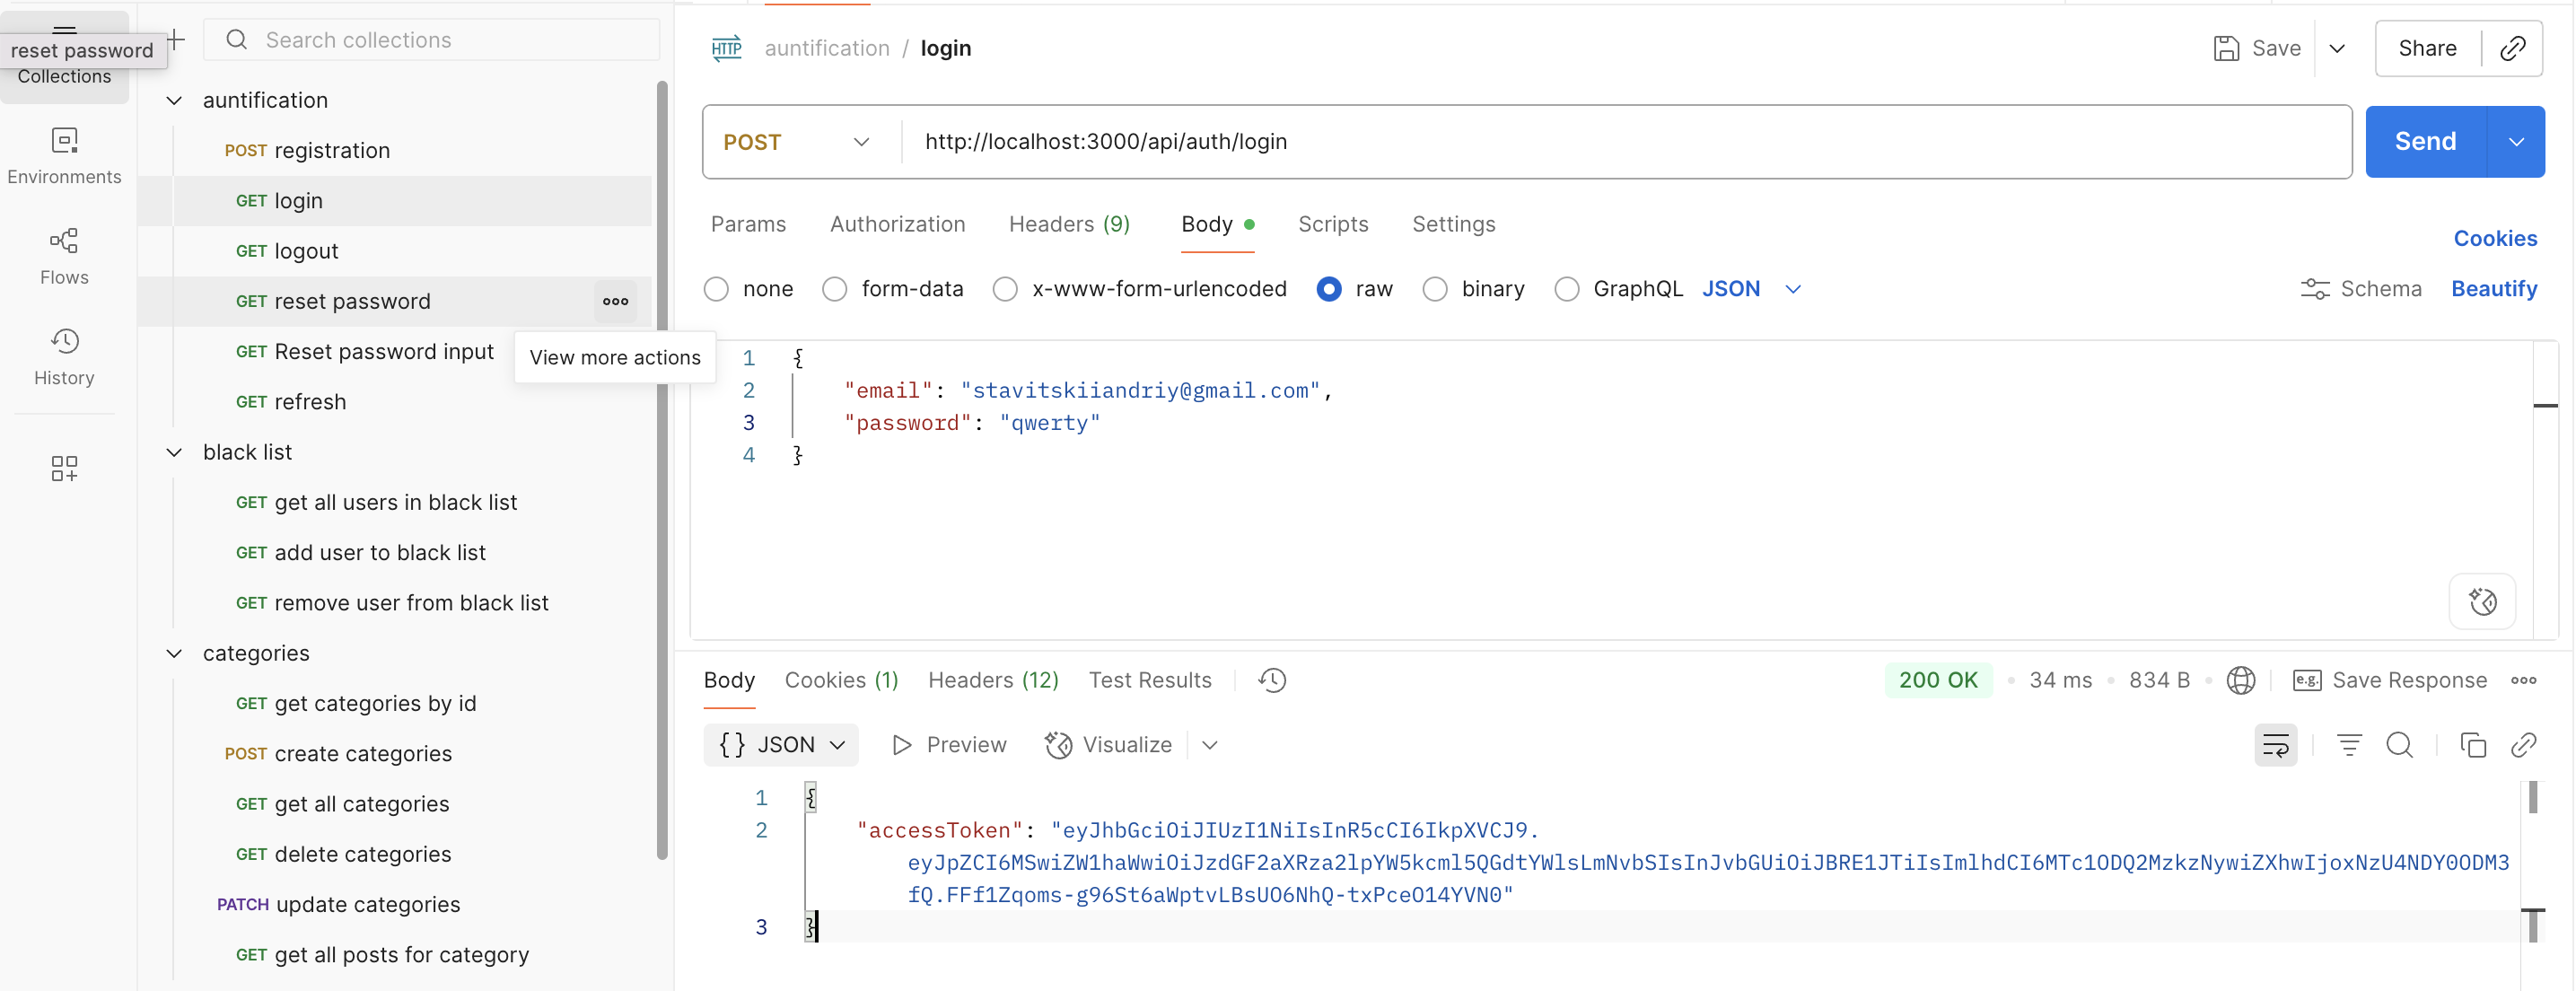 reset password
Collections
Environments
Flows
History
Search collections
auntification
POST registration
GET login
GET logout
GET reset password
GET Reset password input
View more actions
GET refresh
black list
GET get all users in black list
GET add user to black list
GET remove user from black list
categories
GET get categories by id
POST create categories
GET get all categories
GET delete categories
PATCH update categories
GET get all posts for category
HTTP auntification / login
Save
Share
POST http://localhost:3000/api/auth/login
Send
Params Authorization Headers (9) Body Scripts Settings
Cookies
none form-data x-www-form-urlencoded raw binary GraphQL JSON
Schema Beautify
1 {
2 "email": "stavitskiiandriy@gmail.com",
3 "password": "qwerty"
4 }
Body Cookies (1) Headers (12) Test Results
200 OK • 34 ms • 834 B
e.g. Save Response
{} JSON Preview Visualize
1 {
2 "accessToken": "eyJhbGciOiJIUzI1NiIsInR5cCI6IkpXVCJ9.
eyJpZCI6MSwiZW1haWwiOiJzdGF2aXRza2lpYW5kcml5QGdtYWlsLmNvbSIsInJvbGUiOiJBRE1JTiIsImlhdCI6MTc1ODQ2MzkzNywiZXhwIjoxNzU4NDY0ODM3
fQ.FFf1Zqoms-g96St6aWptvLBsUO6NhQ-txPceO14YVN0"
3 }